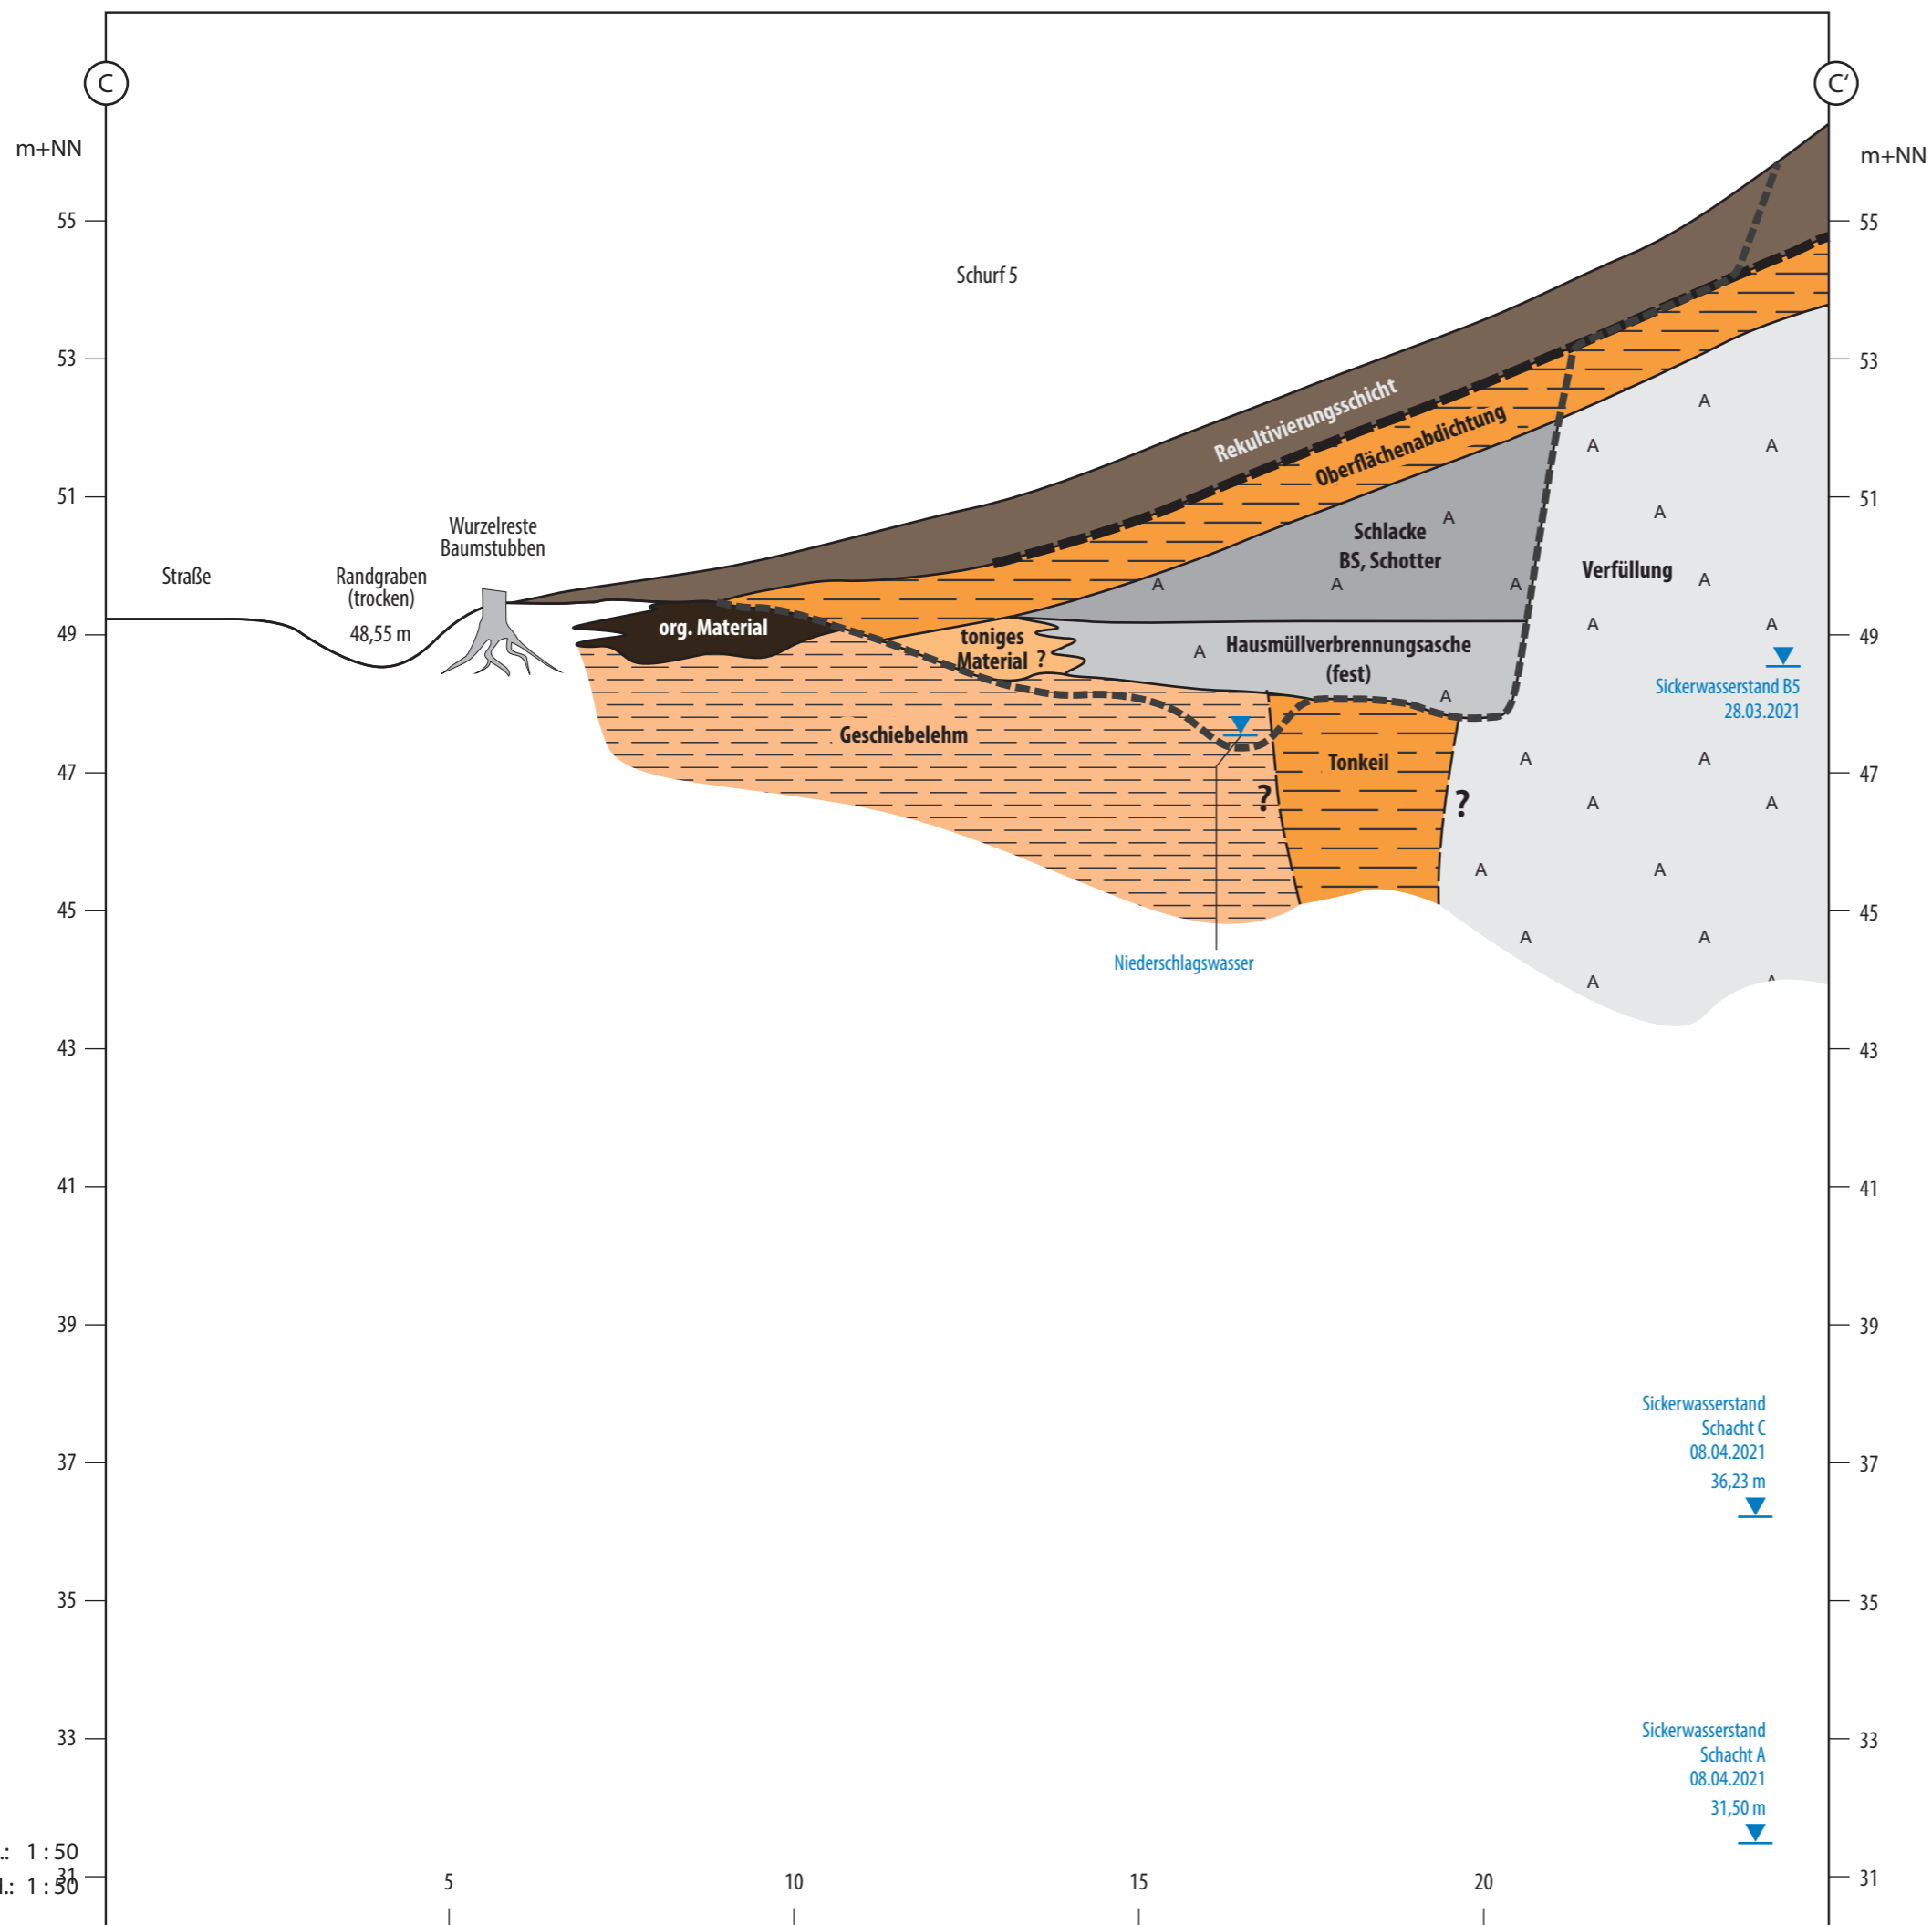 C
C‘
m+NN
m+NN
55
55
Schurf 5
53
53
Rekultivierungsschicht
A
Oberflächenabdichtung
A
A
51
51
A
A
Wurzelreste
Baumstubben
Schlacke
BS, Schotter
Straße
Randgraben
(trocken)
48,55 m
A
A
A
Verfüllung
A
49
49
org. Material
toniges
Material ?
A
Hausmüllverbrennungsasche
(fest)
A
A
A
Sickerwasserstand B5
28.03.2021
Geschiebelehm
Tonkeil
A
A
47
47
?
?
A
A
A
A
45
45
A
A
Niederschlagswasser
A
43
43
41
41
39
39
Sickerwasserstand
Schacht C
08.04.2021
36,23 m
37
37
35
35
Sickerwasserstand
Schacht A
08.04.2021
31,50 m
33
33
.: 1 : 50
31
31
.: 1 : 50
5
10
15
20